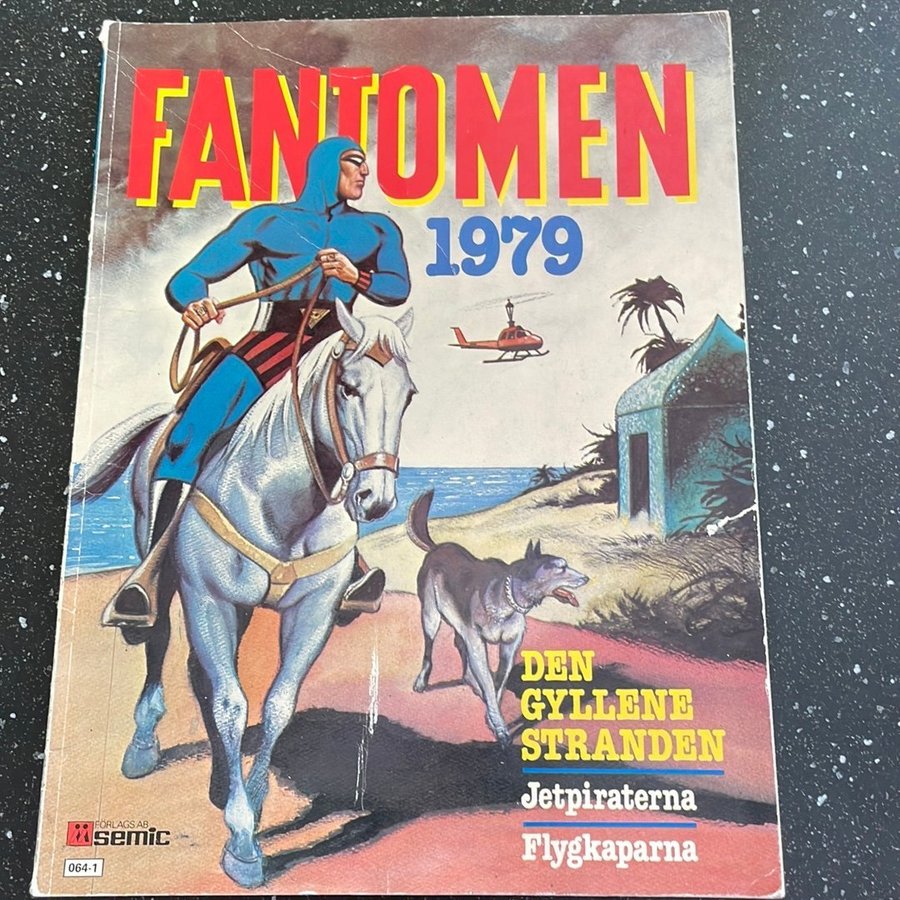 FANTOMEN
1979
DEN
GYLLENE
STRANDEN
Jetpiraterna
Flygkaparna
FÖRLAGS AB
semic
064-1